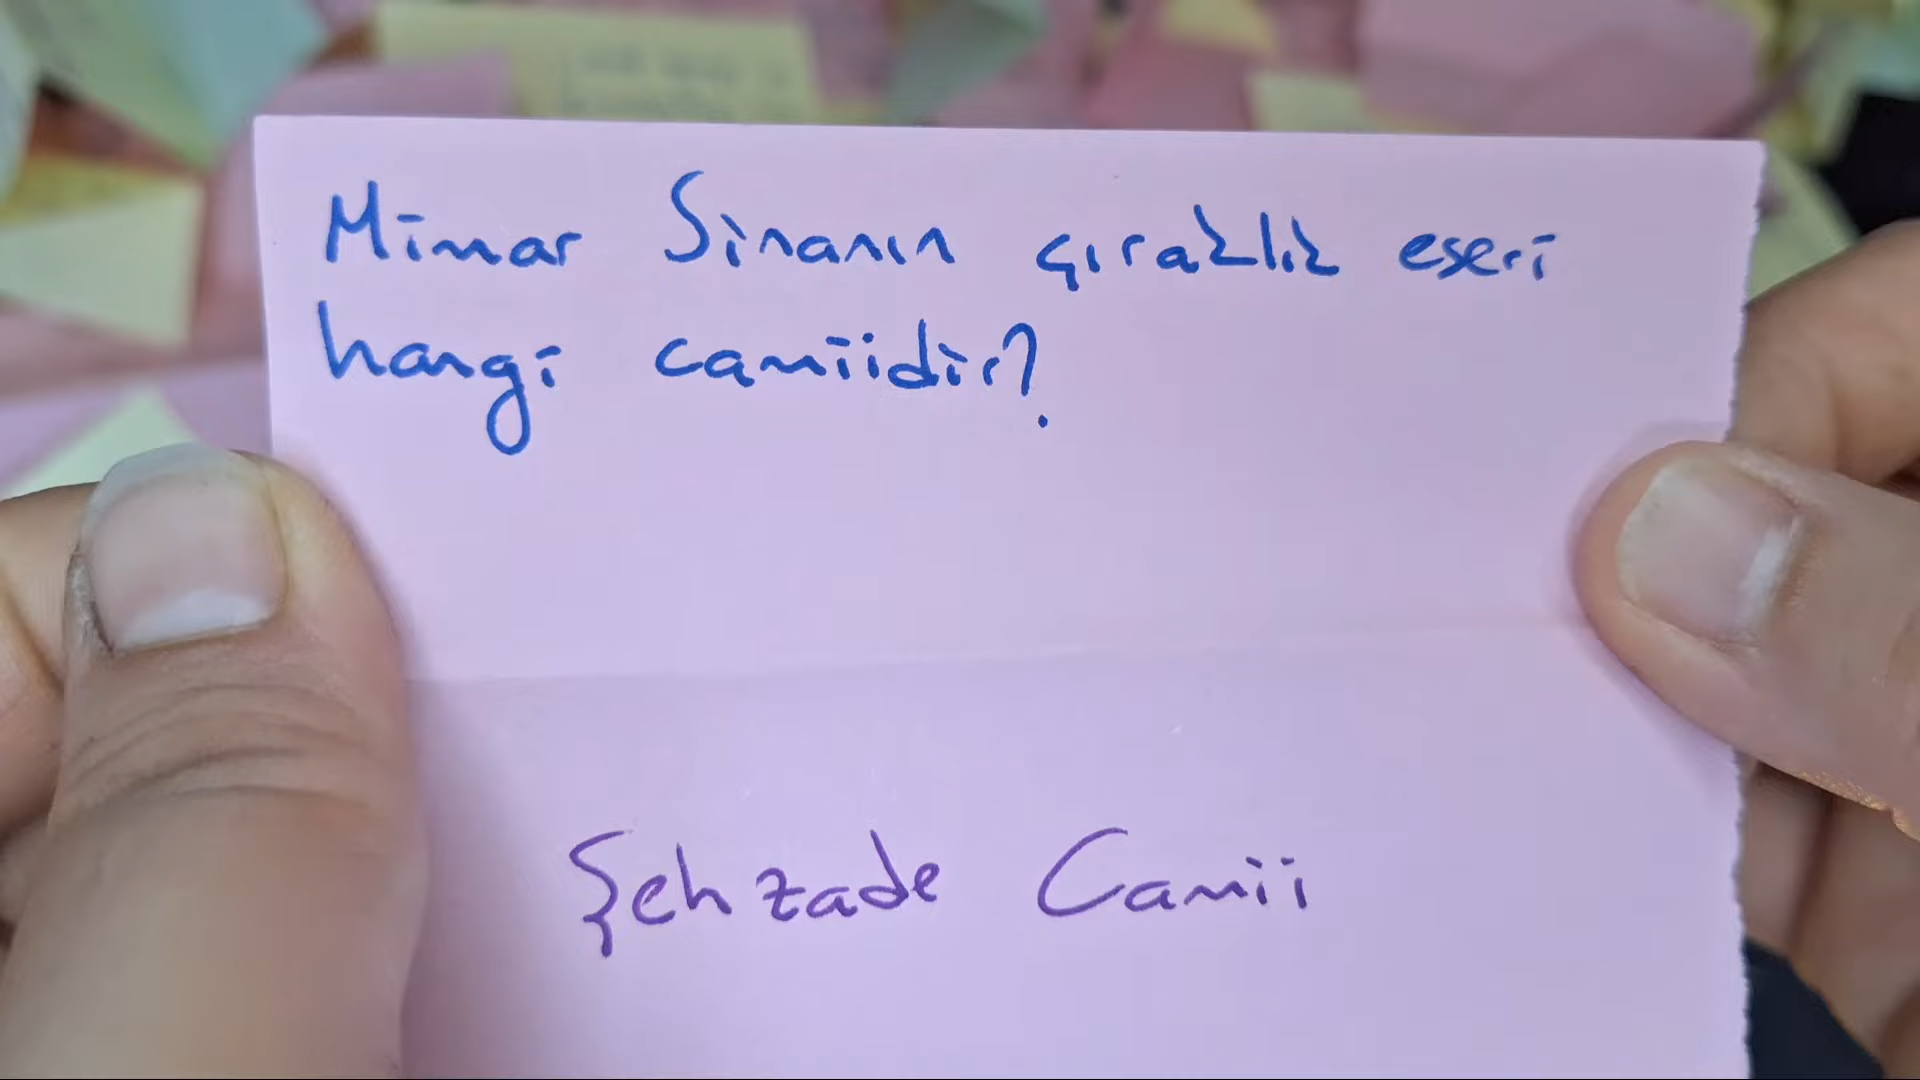 Mimar Sinanın çıraklık eseri
hangi camiidir?
Şehzade Camii